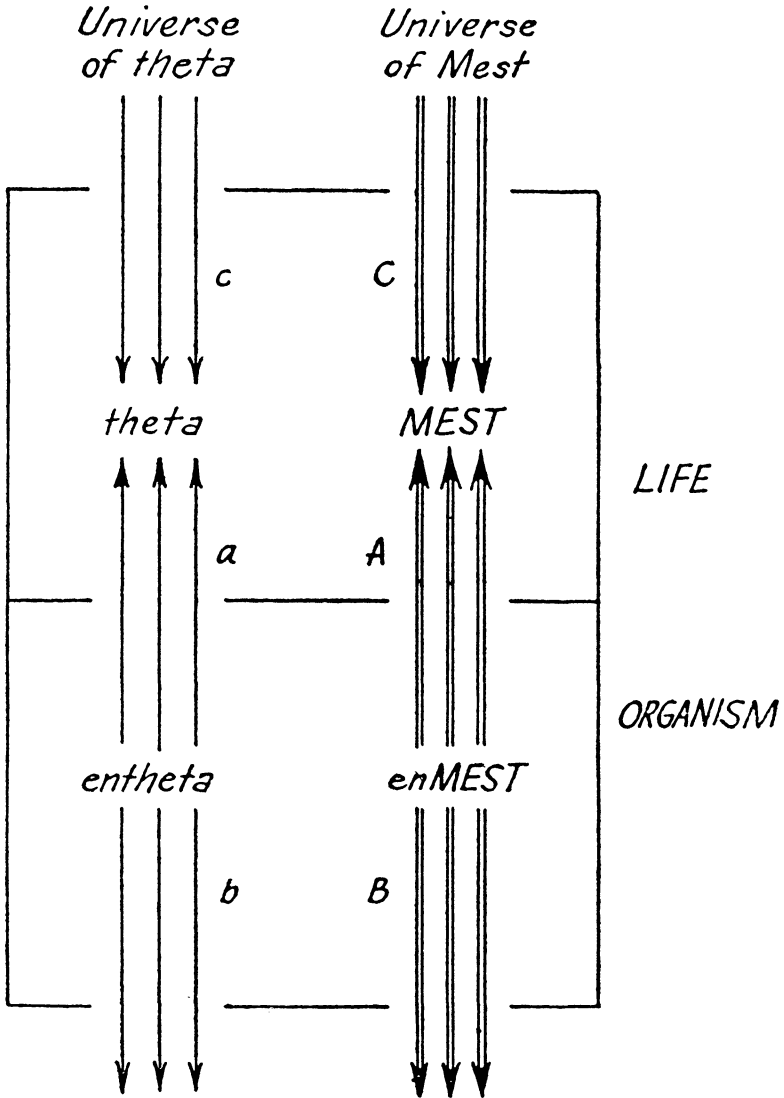 Universe
of theta
Universe
of Mest
c
C
theta
MEST
LIFE
a
A
ORGANISM
entheta
enMEST
b
B